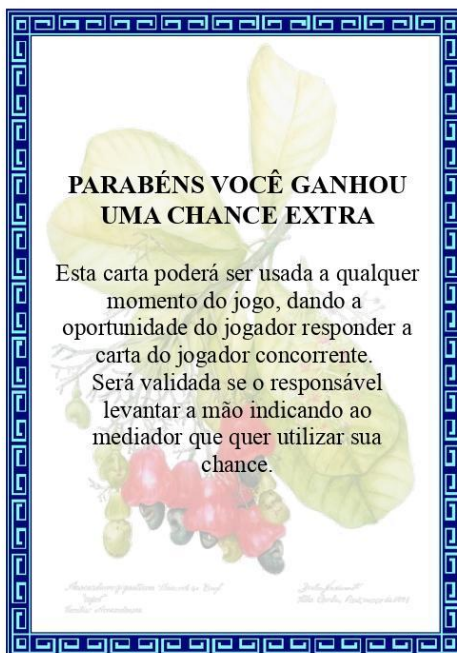 PARABÉNS VOCÊ GANHOU
UMA CHANCE EXTRA
Esta carta poderá ser usada a qualquer
momento do jogo, dando a
oportunidade do jogador responder a
carta do jogador concorrente.
Será validada se o responsável
levantar a mão indicando ao
mediador que quer utilizar sua
chance.